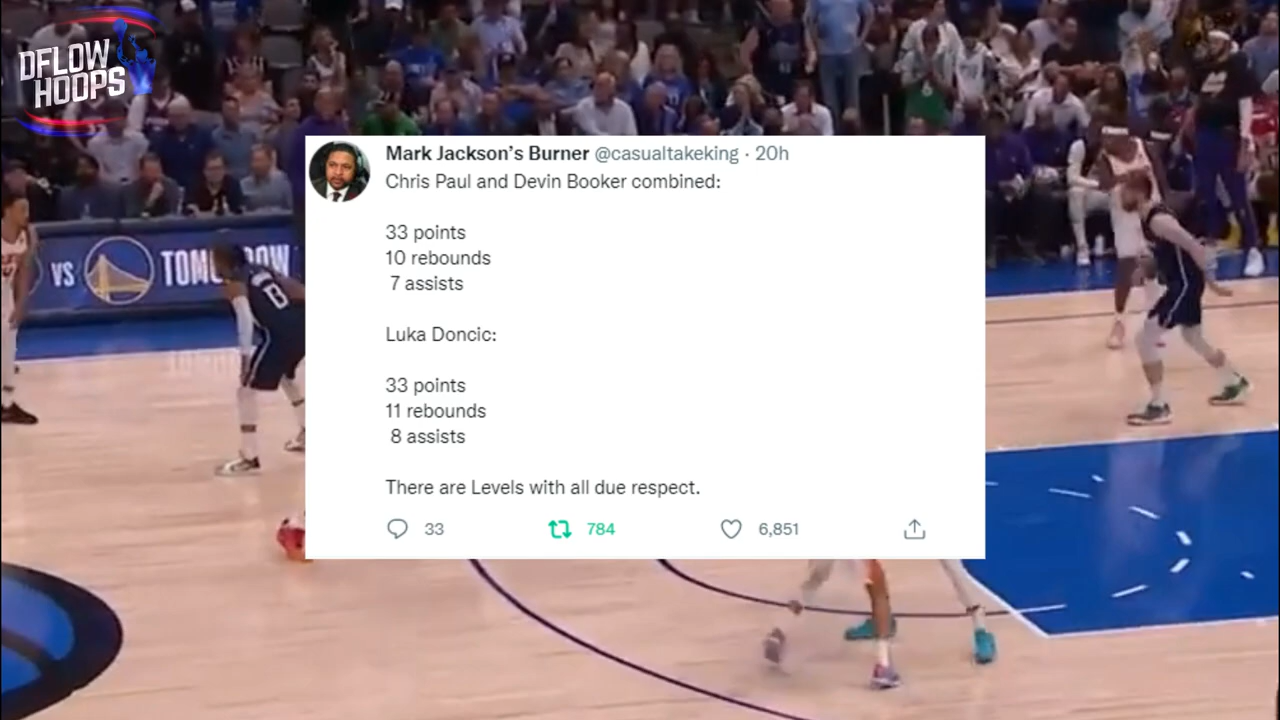 DFLOW
HOOPS
Mark Jackson's Burner @casualtakeking · 20h
Chris Paul and Devin Booker combined:
33 points
10 rebounds
7 assists
Luka Doncic:
33 points
11 rebounds
8 assists
There are Levels with all due respect.
33 784 6,851
VS
8